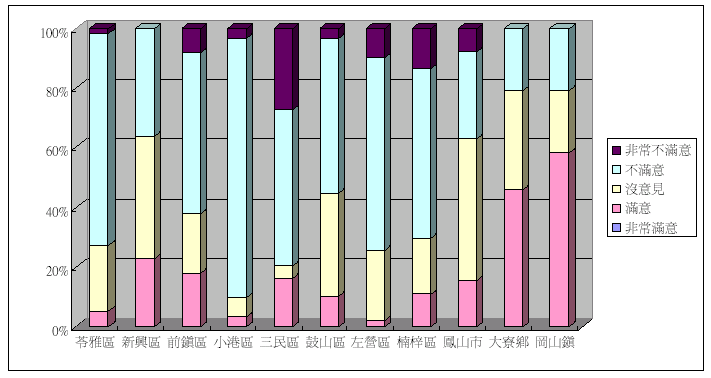 100%
80%
60%
40%
20%
0%
苓雅區 新興區 前鎮區 小港區 三民區 鼓山區 左營區 楠梓區 鳳山市 大寮鄉 岡山鎮
非常不滿意
不滿意
沒意見
滿意
非常滿意